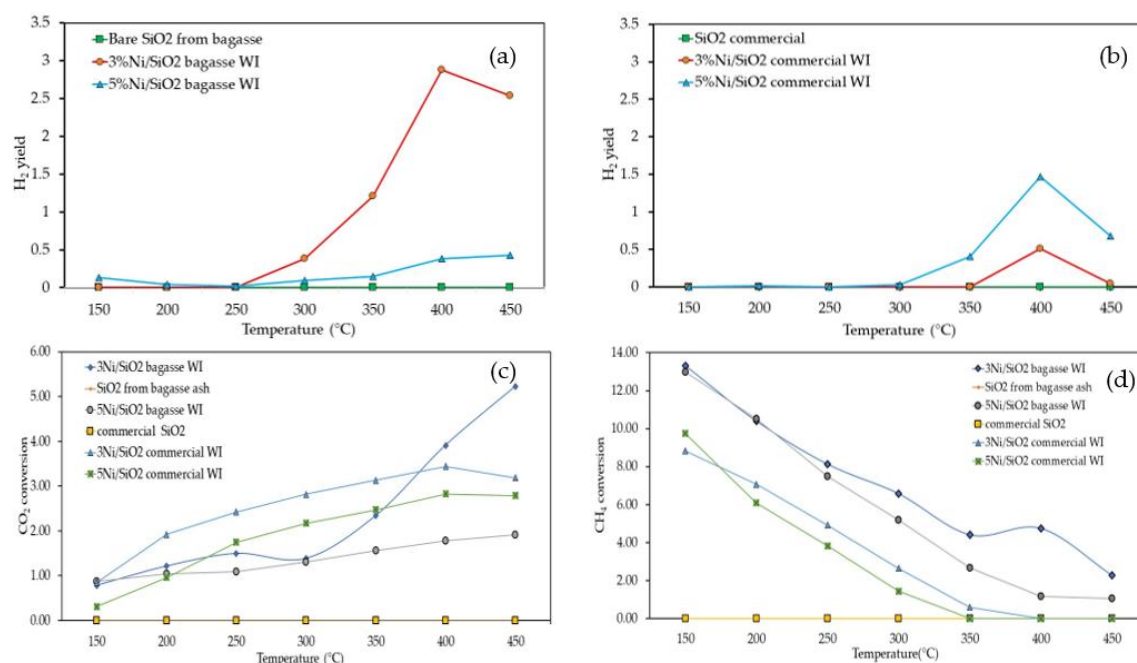 (a)
3.5
3
2.5
2
1.5
1
0.5
0
H2 yield
Bare SiO2 from bagasse
3%Ni/SiO2 bagasse WI
5%Ni/SiO2 bagasse WI
150 200 250 300 350 400 450
Temperature (°C)
(b)
3.5
3
2.5
2
1.5
1
0.5
0
H2 yield
SiO2 commercial
3%Ni/SiO2 commercial WI
5%Ni/SiO2 commercial WI
150 200 250 300 350 400 450
Temperature (°C)
(c)
6.00
5.00
4.00
3.00
2.00
1.00
0.00
CO2 conversion
3Ni/SiO2 bagasse WI
SiO2 from bagasse ash
5Ni/SiO2 bagasse WI
commercial SiO2
3Ni/SiO2 commercial WI
5Ni/SiO2 commercial WI
150 200 250 300 350 400 450
Temperature (°C)
(d)
14.00
12.00
10.00
8.00
6.00
4.00
2.00
0.00
CH4 conversion
3Ni/SiO2 bagasse WI
SiO2 from bagasse ash
5Ni/SiO2 bagasse WI
commercial SiO2
3Ni/SiO2 commercial WI
5Ni/SiO2 commercial WI
150 200 250 300 350 400 450
Temperature(°C)